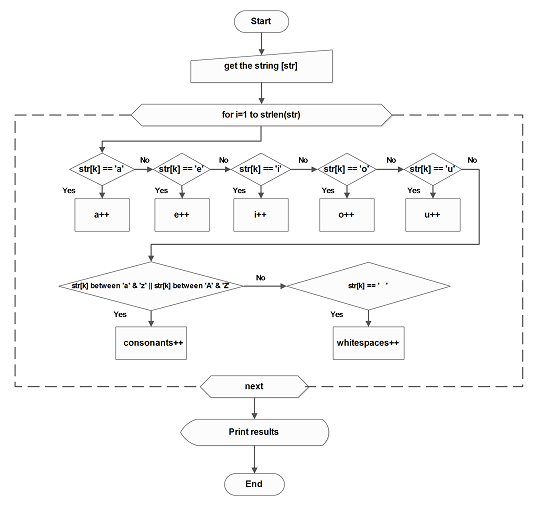 Start
get the string [str]
for i=1 to strlen(str)
str[k] == 'a'
No
str[k] == 'e'
No
str[k] == 'i'
No
str[k] == 'o'
No
str[k] == 'u'
No
Yes
Yes
Yes
Yes
Yes
a++
e++
i++
o++
u++
str[k] between 'a' & 'z' || str[k] between 'A' & 'Z'
No
str[k] == ' '
Yes
Yes
consonants++
whitespaces++
next
Print results
End